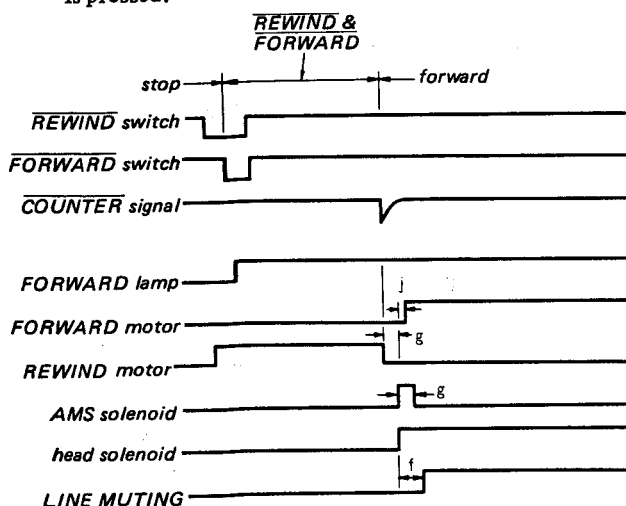 is pressed.
REWIND &
FORWARD
stop
forward
REWIND switch
FORWARD switch
COUNTER signal
FORWARD lamp
j
FORWARD motor
g
REWIND motor
g
AMS solenoid
head solenoid
f
LINE MUTING